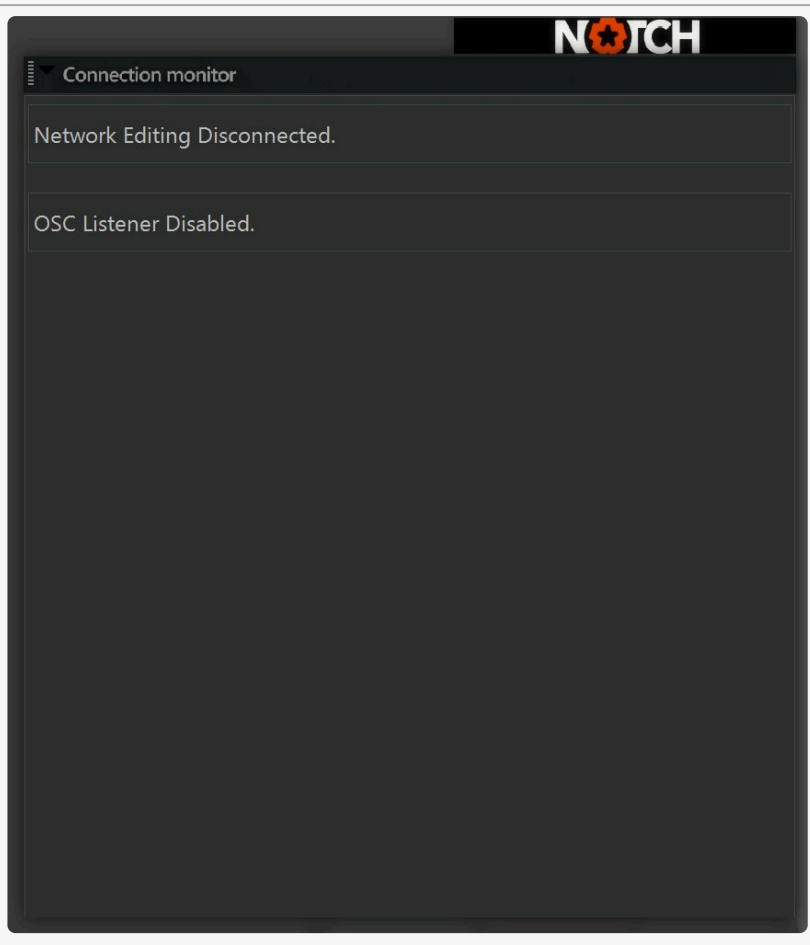 NOTCH
Connection monitor
Network Editing Disconnected.
OSC Listener Disabled.